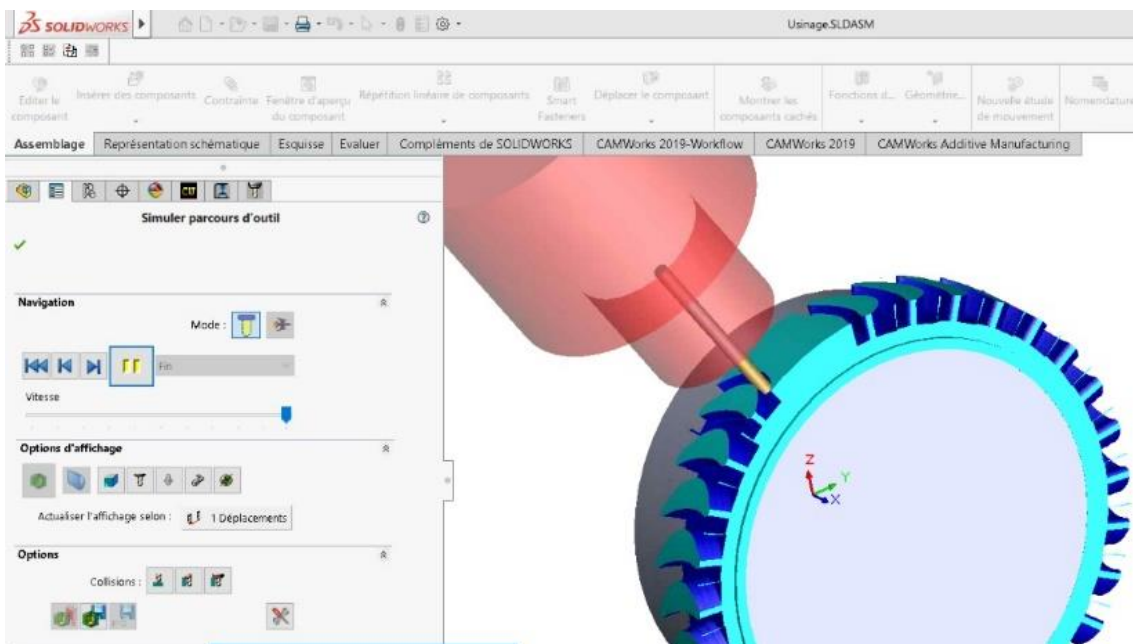 SOLIDWORKS
Usinage.SLDASM
Editer le composant
Insérer des composants
Contrainte
Fenêtre d'aperçu du composant
Répétition linéaire de composants
Smart Fasteners
Déplacer le composant
Montrer les composants cachés
Fonctions d...
Géométrie...
Nouvelle étude de mouvement
Nomenclature
Assemblage Représentation schématique Esquisse Evaluer Compléments de SOLIDWORKS CAMWorks 2019-Workflow CAMWorks 2019 CAMWorks Additive Manufacturing
Simuler parcours d'outil
Navigation
Mode :
Fin
Vitesse
Options d'affichage
Actualiser l'affichage selon : 1 Déplacements
Options
Collisions :
Z
Y
X